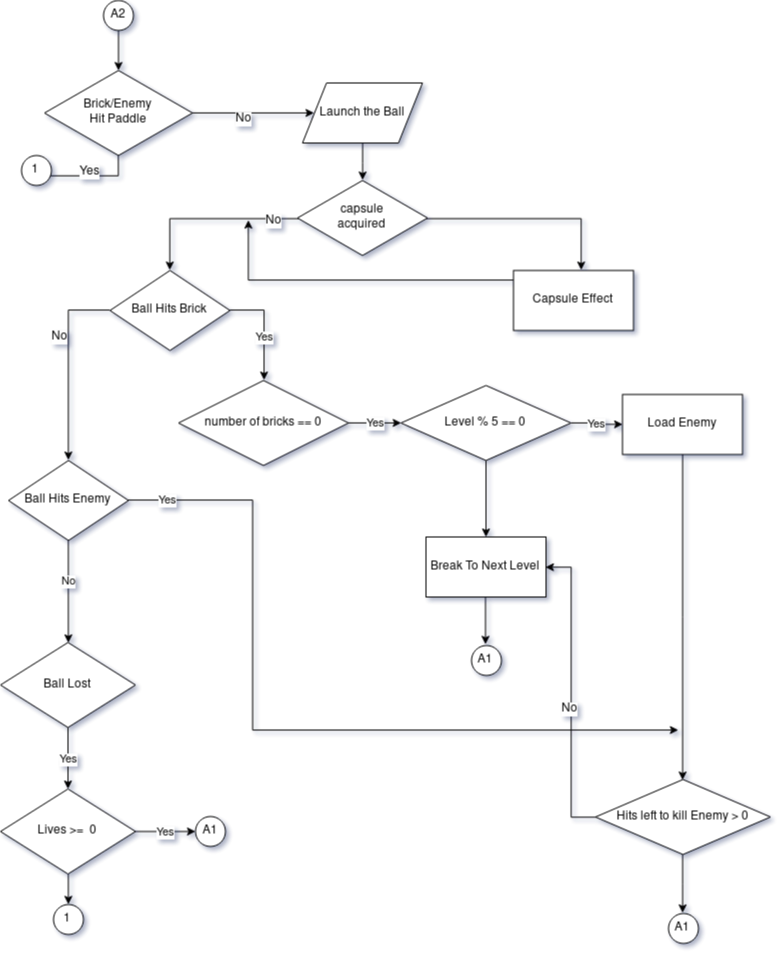 A2
Brick/Enemy
Hit Paddle
No
Launch the Ball
Yes
1
capsule
acquired
No
Capsule Effect
Ball Hits Brick
No
Yes
number of bricks == 0
Yes
Level % 5 == 0
Yes
Load Enemy
Ball Hits Enemy
Yes
Break To Next Level
No
A1
Ball Lost
No
Yes
Hits left to kill Enemy > 0
Lives >= 0
Yes
A1
1
A1